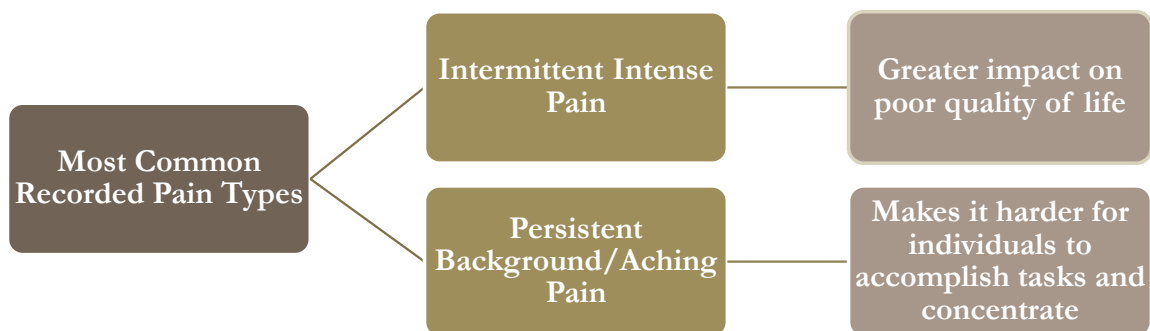 Most Common
Recorded Pain Types
Intermittent Intense
Pain
Greater impact on
poor quality of life
Persistent
Background/Aching
Pain
Makes it harder for
individuals to
accomplish tasks and
concentrate